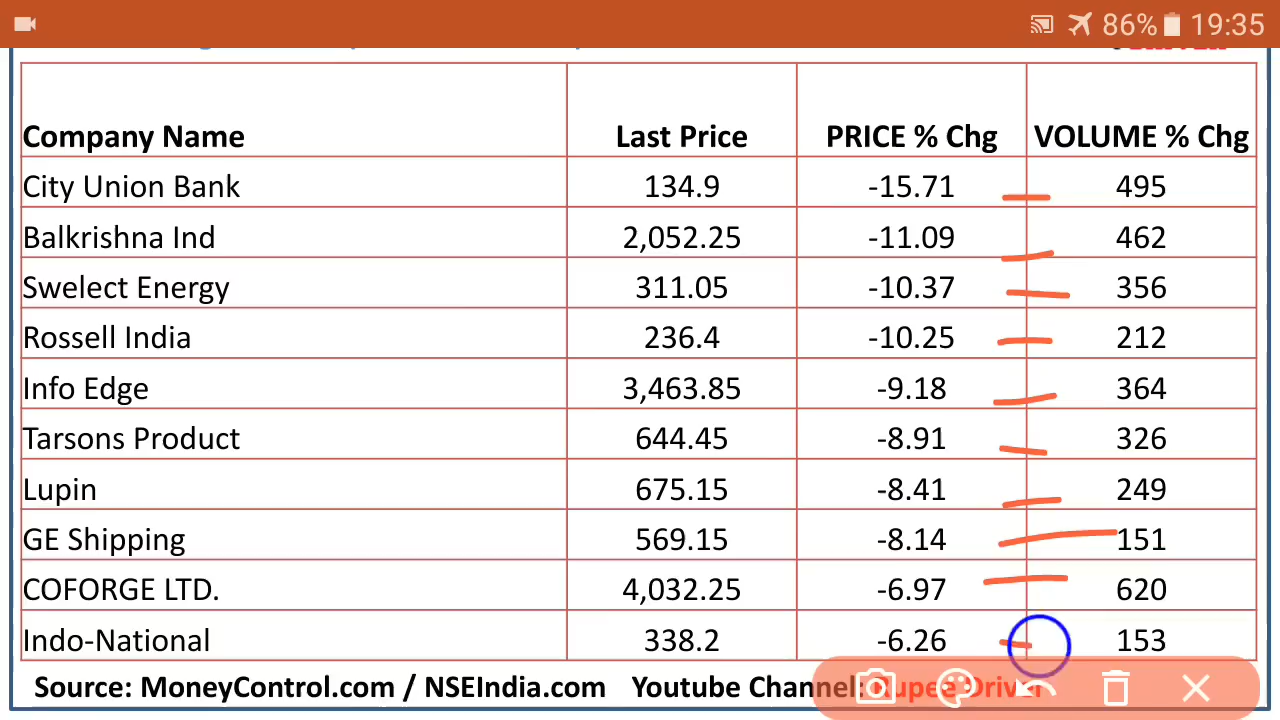 86% 19:35
Company Name Last Price PRICE % Chg VOLUME % Chg
City Union Bank 134.9 -15.71 495
Balkrishna Ind 2,052.25 -11.09 462
Swelect Energy 311.05 -10.37 356
Rossell India 236.4 -10.25 212
Info Edge 3,463.85 -9.18 364
Tarsons Product 644.45 -8.91 326
Lupin 675.15 -8.41 249
GE Shipping 569.15 -8.14 151
COFORGE LTD. 4,032.25 -6.97 620
Indo-National 338.2 -6.26 153
Source: MoneyControl.com / NSEIndia.com Youtube Channel: Rupee Driver